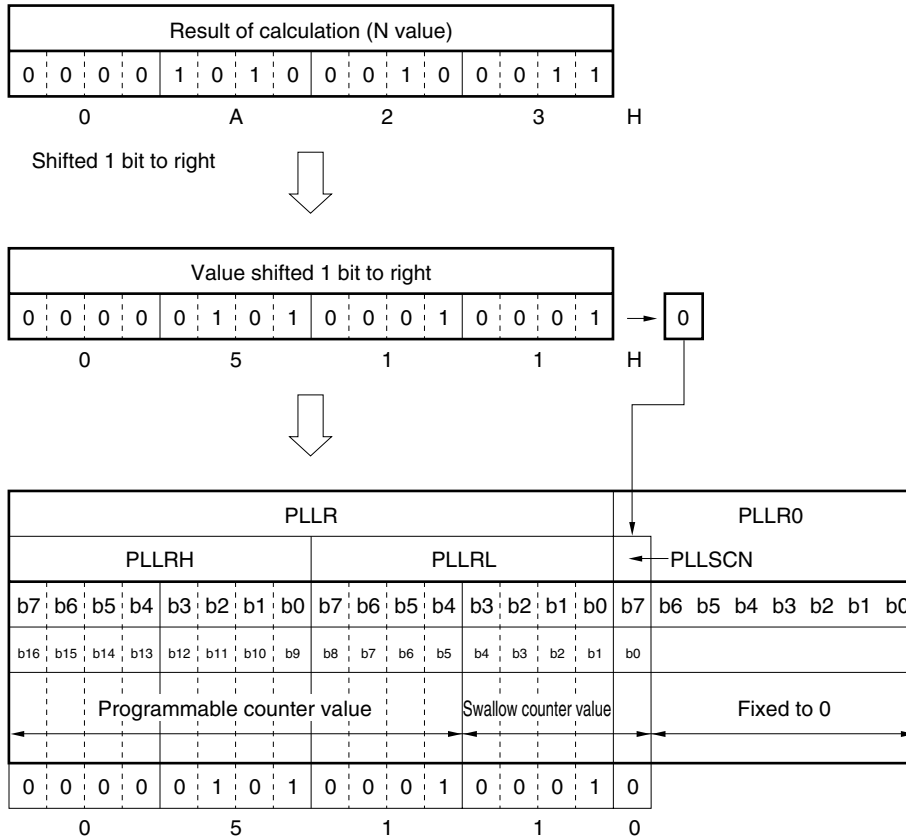 Result of calculation (N value)
0 0 0 0 1 0 1 0 0 0 1 0 0 0 1 1
0 A 2 3 H
Shifted 1 bit to right
Value shifted 1 bit to right
0 0 0 0 0 1 0 1 0 0 0 1 0 0 0 1 0
0 5 1 1 H
PLLR PLLR0
PLLRH PLLRL PLLSCN
b7 b6 b5 b4 b3 b2 b1 b0 b7 b6 b5 b4 b3 b2 b1 b0 b7 b6 b5 b4 b3 b2 b1 b0
b16 b15 b14 b13 b12 b11 b10 b9 b8 b7 b6 b5 b4 b3 b2 b1 b0
Programmable counter value Swallow counter value Fixed to 0
0 0 0 0 0 1 0 1 0 0 0 1 0 0 0 1 0
0 5 1 1 0